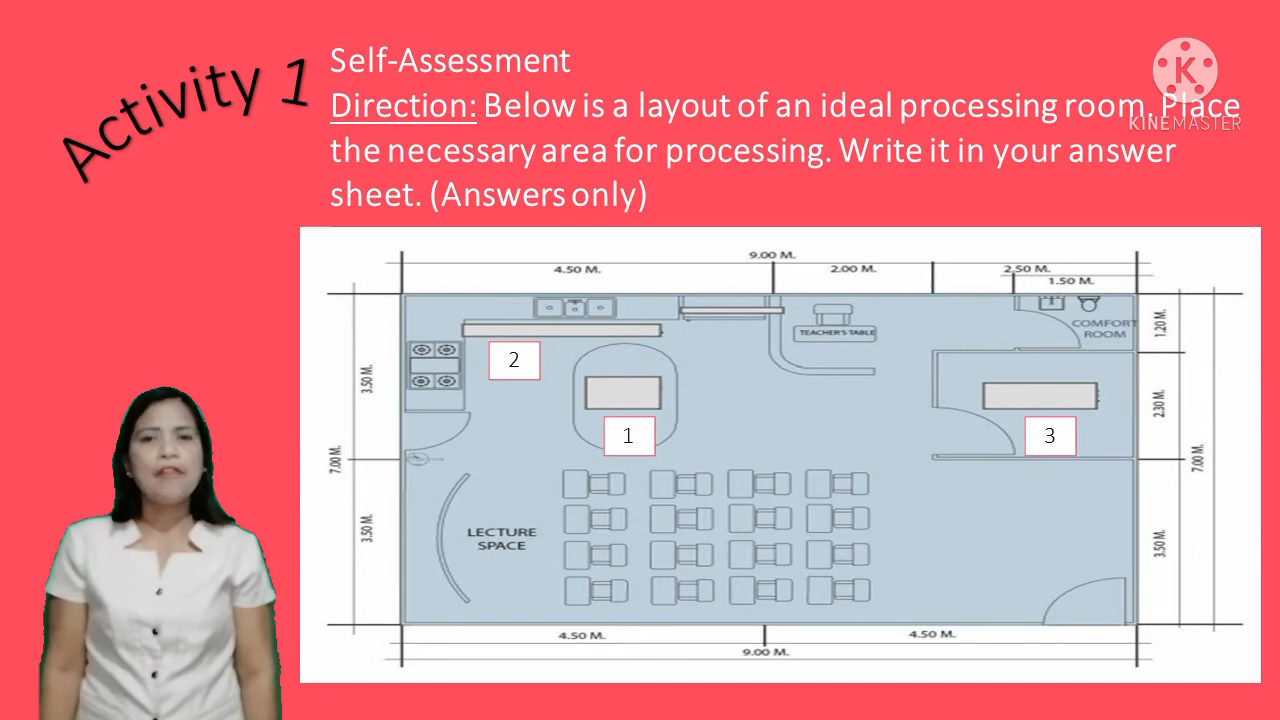 Activity 1
Self-Assessment
Direction: Below is a layout of an ideal processing room. Place
the necessary area for processing. Write it in your answer
sheet. (Answers only)
KINEMASTER
9.00 M.
4.50 M.
2.00 M.
2.50 M.
1.50 M.
TEACHER'S TABLE
COMFORT
ROOM
1.20 M.
2
3.50 M.
2.30 M.
1
3
7.00 M.
7.00 M.
LECTURE
SPACE
3.50 M.
3.50 M.
4.50 M.
4.50 M.
9.00 M.